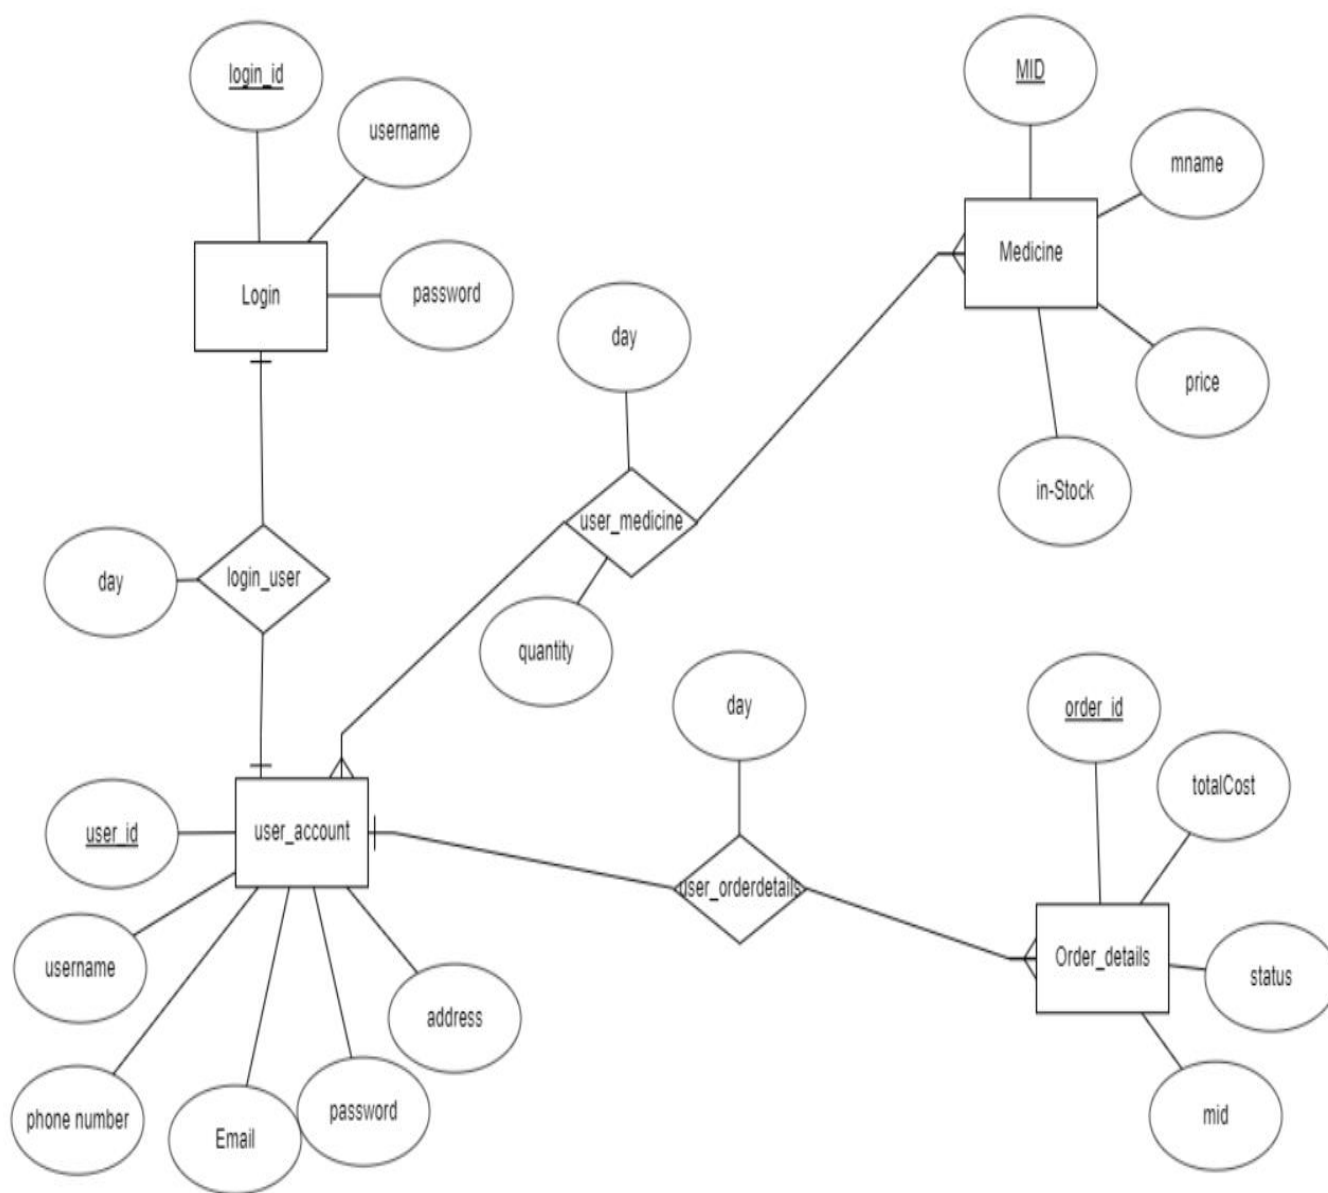 login_id
username
Login
password
MID
mname
Medicine
price
in-Stock
day
user_medicine
quantity
day
login_user
day
user_orderdetails
order_id
totalCost
Order_details
status
mid
user_id
user_account
username
phone number
Email
password
address